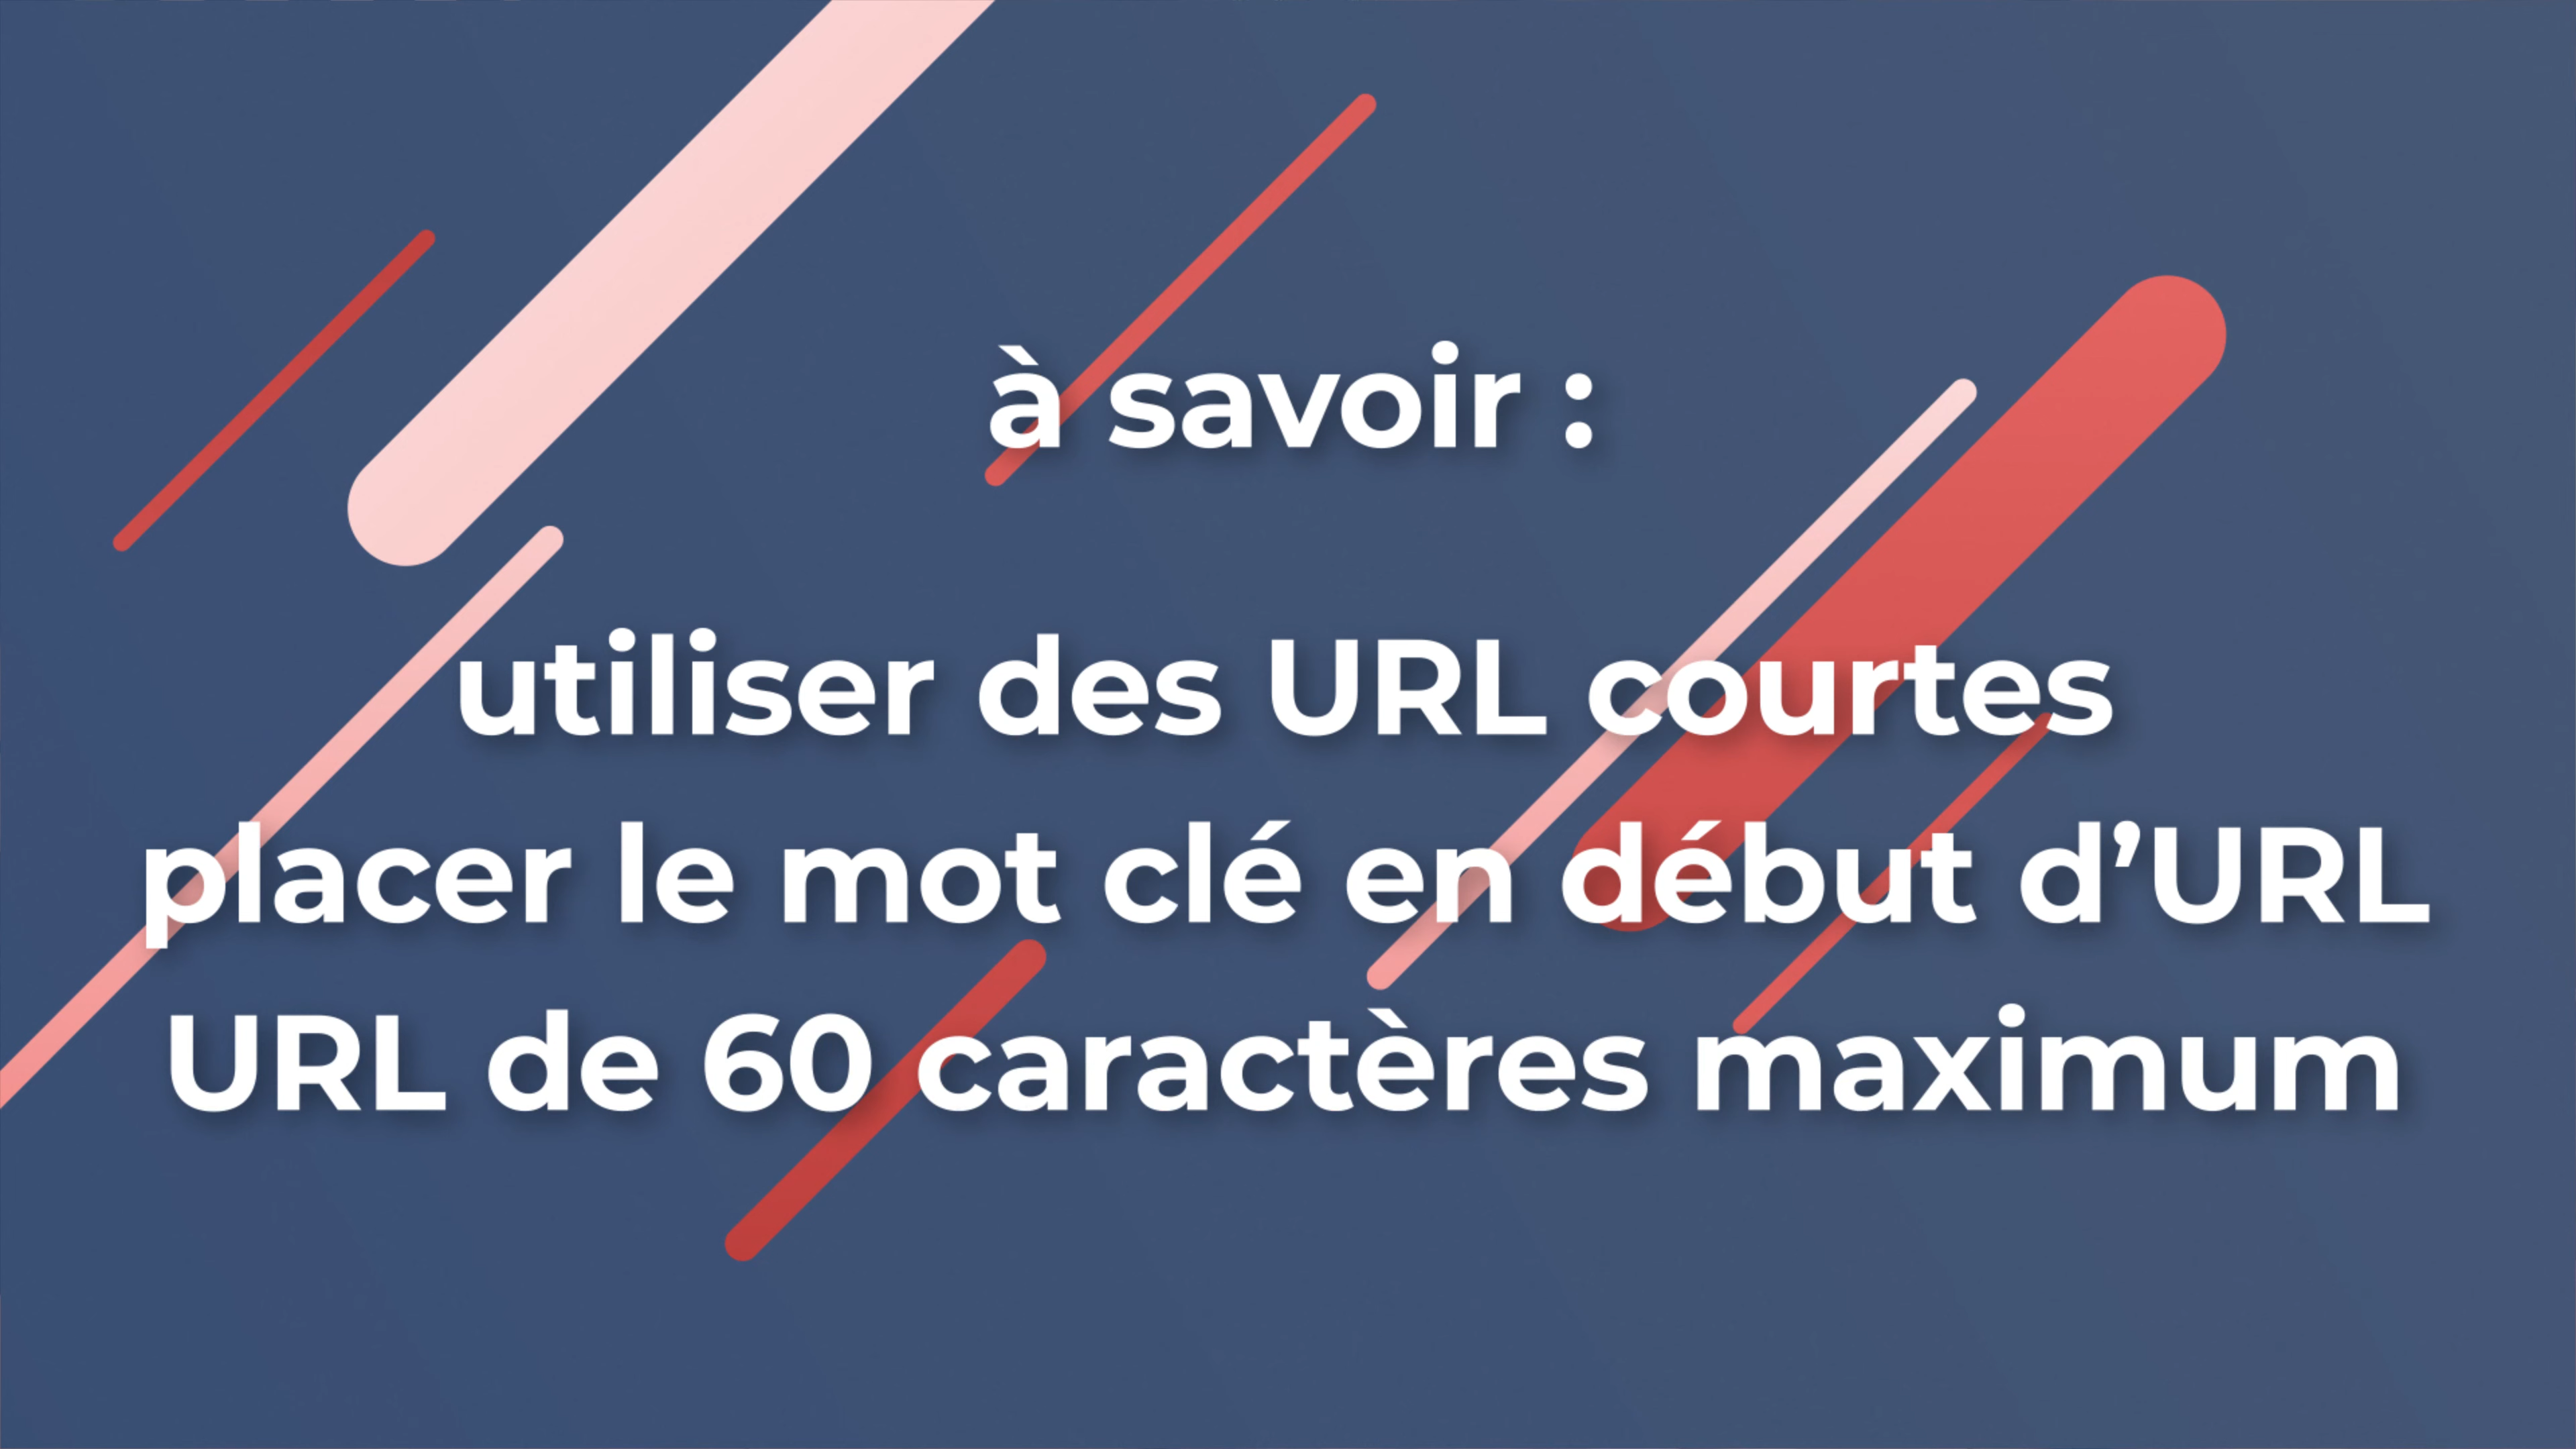 à savoir :
utiliser des URL courtes
placer le mot clé en début d’URL
URL de 60 caractères maximum